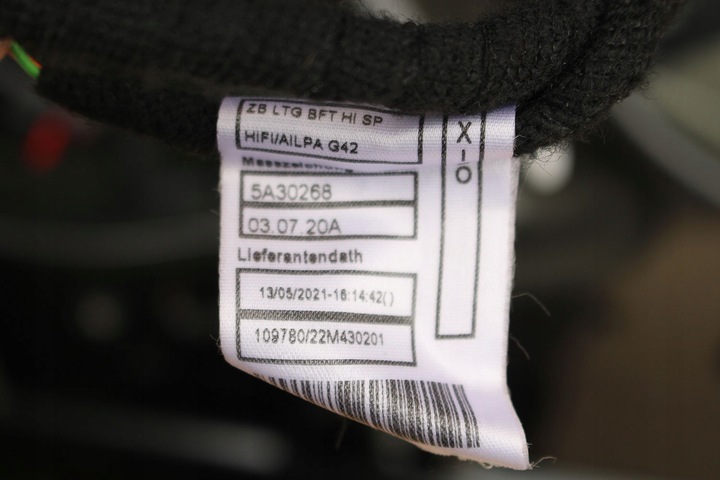 ZB LTG BFT HI SP
HIFI/AILPA G42
X-O
5A30268
03.07.20A
Lieferantendath
13/05/2021-16:14:42()
109780/22M430201